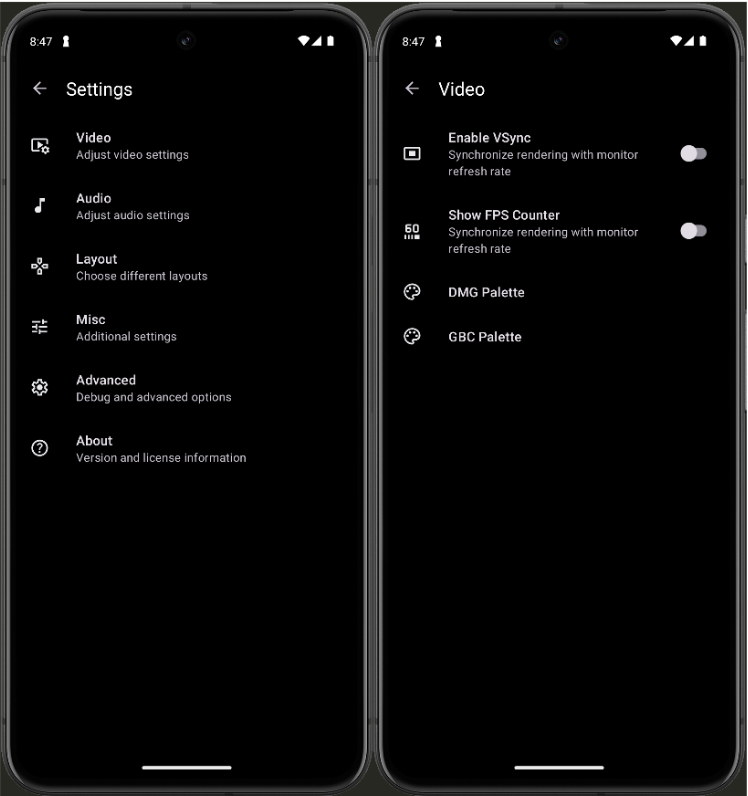 8:47
Settings
Video
Adjust video settings
Audio
Adjust audio settings
Layout
Choose different layouts
Misc
Additional settings
Advanced
Debug and advanced options
About
Version and license information
8:47
Video
Enable VSync
Synchronize rendering with monitor
refresh rate
60
Show FPS Counter
Synchronize rendering with monitor
refresh rate
DMG Palette
GBC Palette